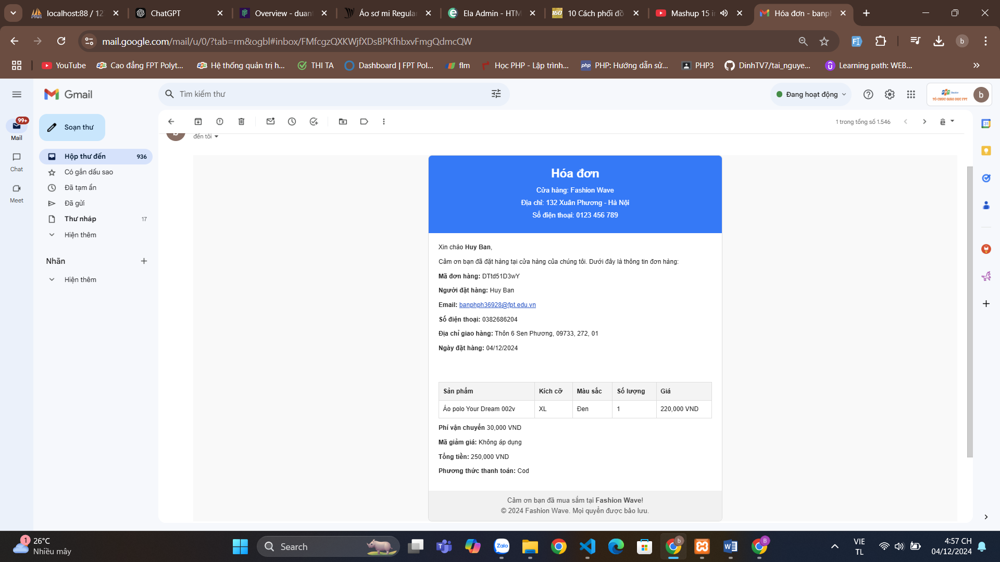 localhost:88 / 12
ChatGPT
Overview - duan
Áo sơ mi Regular
Ela Admin - HTM
160
10 Cách phối đồ
Mashup 15 i
Hóa đơn - banph
mail.google.com/mail/u/0/?tab=rm&ogbl#inbox/FMfcgzQXKWjfXDsBPKfhbxvFmgQdmcQW
b
YouTube
Cao đẳng FPT Polyt...
Hệ thống quản trị h...
THI TA
Dashboard | FPT Pol...
flm
Học PHP - Lập trình...
php
PHP: Hướng dẫn sử...
PHP3
DinhTV7/tai_nguye...
Learning path: WEB...
Gmail
Tìm kiếm thư
Đang hoạt động
FPT Education
TỔ CHỨC GIÁO DỤC FPT
b
99+
Mail
Chat
Meet
Soạn thư
Hộp thư đến 936
Có gắn dấu sao
Đã tạm ẩn
Đã gửi
Thư nháp 17
Hiện thêm
Nhãn
Hiện thêm
1 trong tổng số 1.546
31
đến tôi
Hóa đơn
Cửa hàng: Fashion Wave
Địa chỉ: 132 Xuân Phương - Hà Nội
Số điện thoại: 0123 456 789
Xin chào Huy Ban,
Cảm ơn bạn đã đặt hàng tại cửa hàng của chúng tôi. Dưới đây là thông tin đơn hàng:
Mã đơn hàng: DTtd51D3wY
Người đặt hàng: Huy Ban
Email: banphph36928@fpt.edu.vn
Số điện thoại: 0382686204
Địa chỉ giao hàng: Thôn 6 Sen Phương, 09733, 272, 01
Ngày đặt hàng: 04/12/2024
Sản phẩm Kích cỡ Màu sắc Số lượng Giá
Áo polo Your Dream 002v XL Đen 1 220,000 VND
Phí vận chuyển 30,000 VND
Mã giảm giá: Không áp dụng
Tổng tiền: 250,000 VND
Phương thức thanh toán: Cod
Cảm ơn bạn đã mua sắm tại Fashion Wave!
© 2024 Fashion Wave. Mọi quyền được bảo lưu.
1
26°C
Nhiều mây
Search
Zalo
b
B
VIE
TL
4:57 CH
04/12/2024